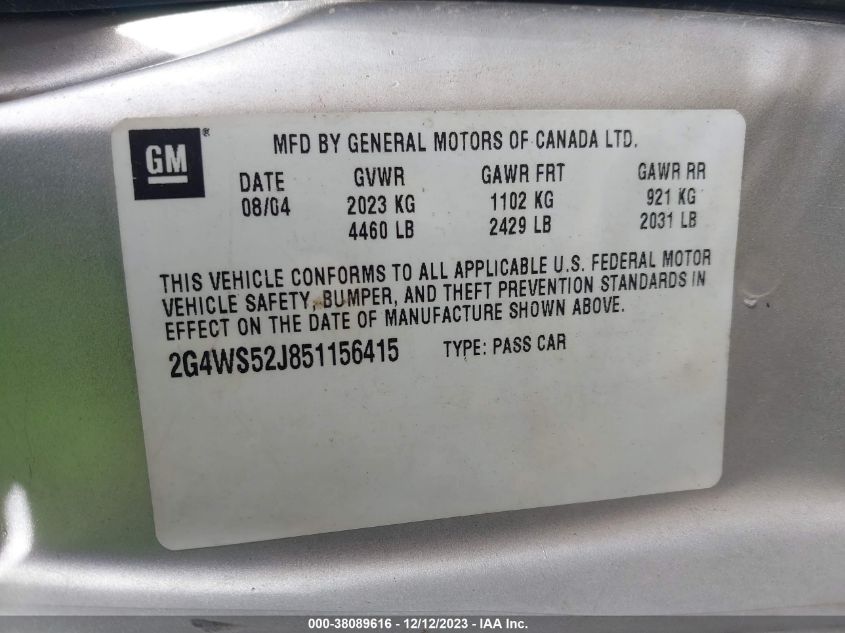 GM ®
MFD BY GENERAL MOTORS OF CANADA LTD.
DATE GVWR GAWR FRT GAWR RR
08/04 2023 KG 1102 KG 921 KG
4460 LB 2429 LB 2031 LB
THIS VEHICLE CONFORMS TO ALL APPLICABLE U.S. FEDERAL MOTOR
VEHICLE SAFETY, BUMPER, AND THEFT PREVENTION STANDARDS IN
EFFECT ON THE DATE OF MANUFACTURE SHOWN ABOVE.
2G4WS52J851156415 TYPE: PASS CAR
000-38089616 - 12/12/2023 - IAA Inc.